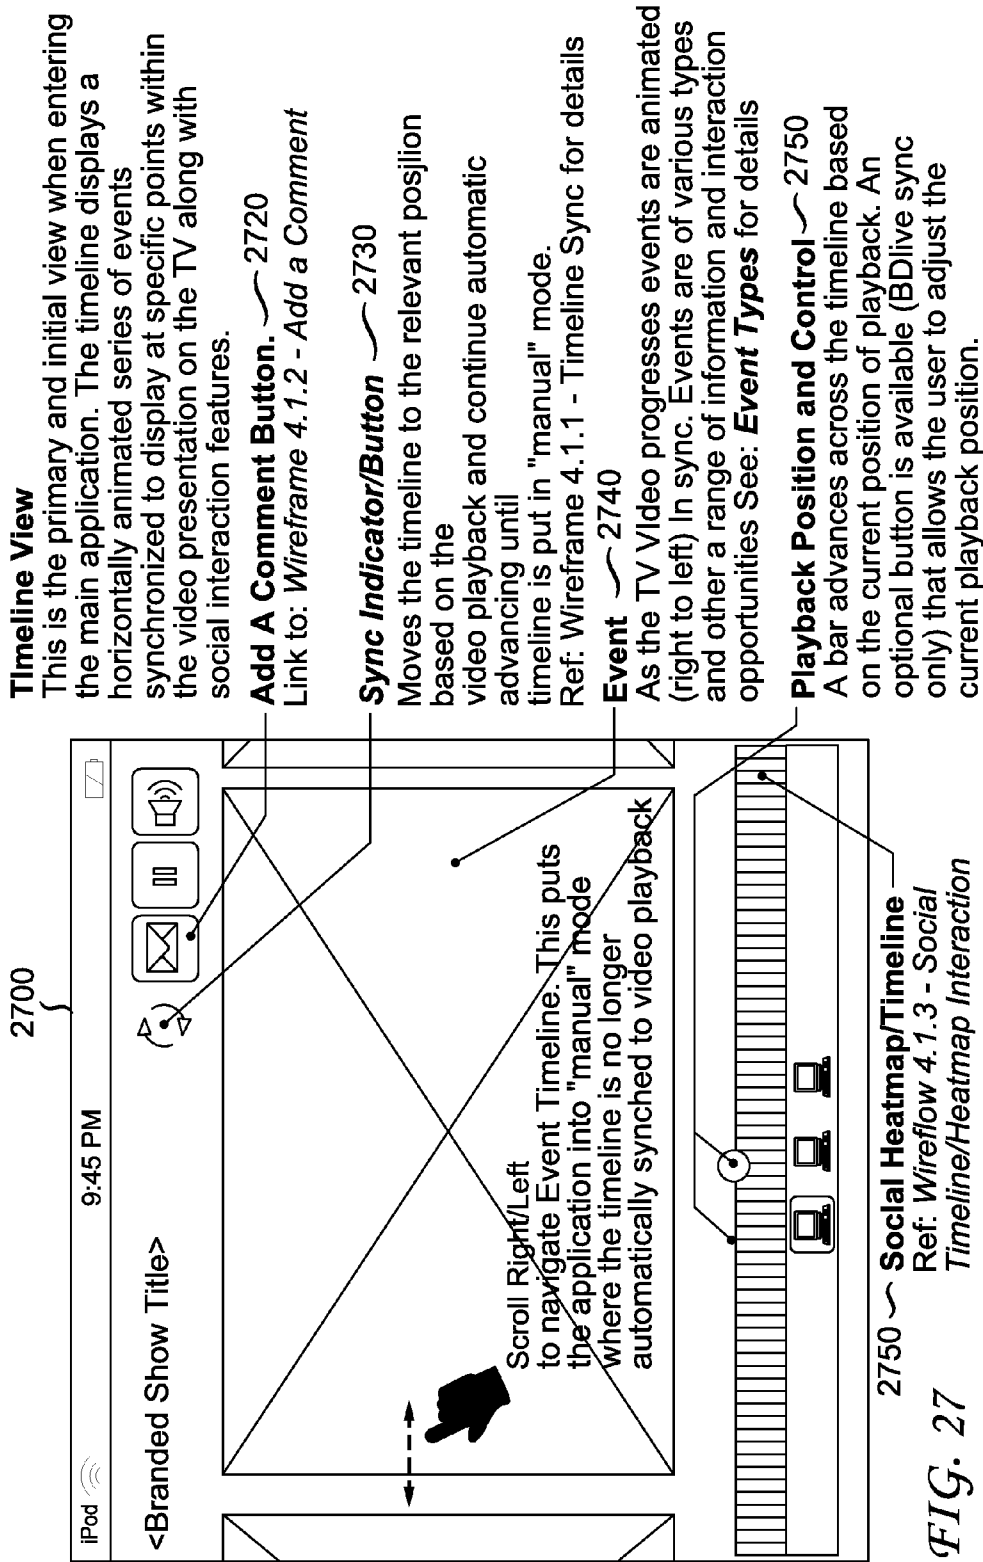 2700
iPod
9:45 PM
<Branded Show Title>
Scroll Right/Left
to navigate Event Timeline. This puts
the application into "manual" mode
where the timeline is no longer
automatically synched to video playback
TImeline View
This is the primary and initial view when entering
the main application. The timeline displays a
horizontally animated series of events
synchronized to display at specific points within
the video presentation on the TV along with
social interaction features.
Add A Comment Button. 2720
Link to: Wireframe 4.1.2 - Add a Comment
Sync Indicator/Button 2730
Moves the timeline to the relevant posjlion
based on the
video playback and continue automatic
advancing until
timeline is put in "manual" mode.
Ref: Wireframe 4.1.1 - Timeline Sync for details
Event 2740
As the TV VIdeo progresses events are animated
(right to left) In sync. Events are of various types
and other a range of information and interaction
opportunities See: Event Types for details
Playback Position and Control 2750
A bar advances across the timeline based
on the current position of playback. An
optional button is available (BDlive sync
only) that allows the user to adjust the
current playback position.
2750 Soclal Heatmap/Timeline
Ref: Wireflow 4.1.3 - Social
Timeline/Heatmap Interaction
FIG. 27